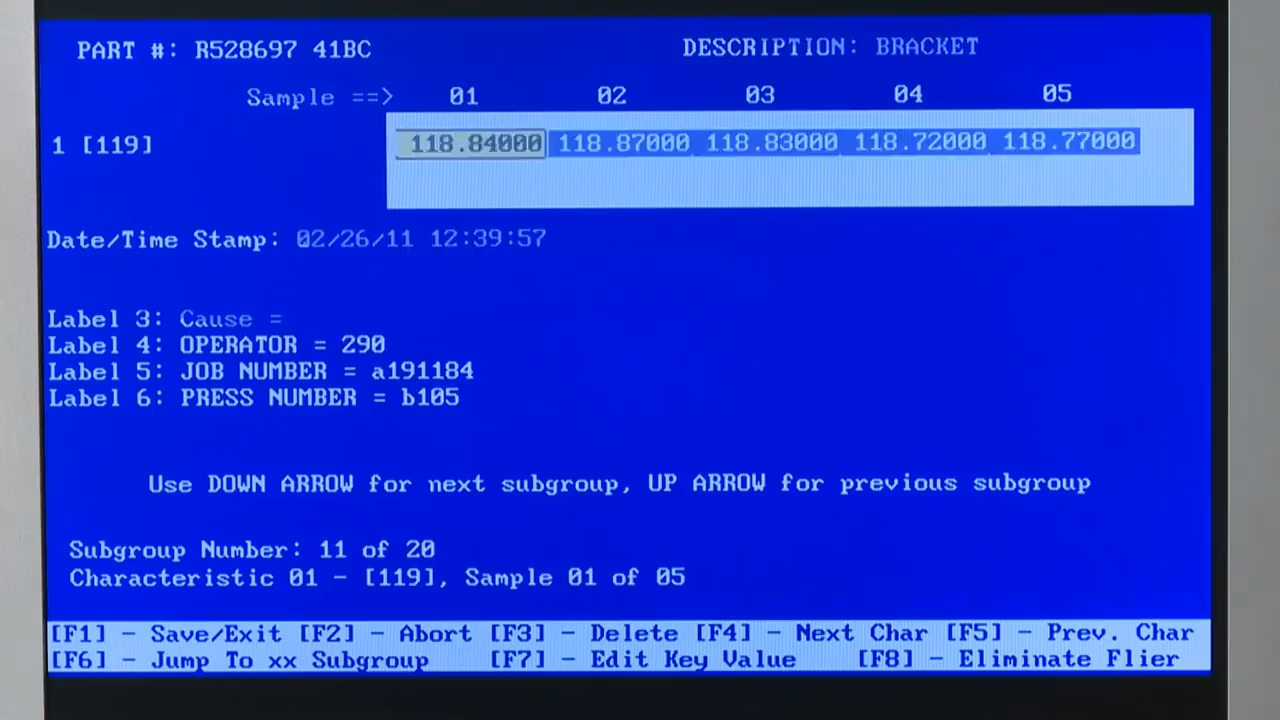 PART #: R528697 41BC DESCRIPTION: BRACKET
Sample ==> 01 02 03 04 05
1 [119] 118.84000 118.87000 118.83000 118.72000 118.77000
Date/Time Stamp: 02/26/11 12:39:57
Label 3: Cause =
Label 4: OPERATOR = 290
Label 5: JOB NUMBER = a191184
Label 6: PRESS NUMBER = b105
Use DOWN ARROW for next subgroup, UP ARROW for previous subgroup
Subgroup Number: 11 of 20
Characteristic 01 - [119], Sample 01 of 05
[F1] - Save/Exit [F2] - Abort [F3] - Delete [F4] - Next Char [F5] - Prev. Char
[F6] - Jump To xx Subgroup [F7] - Edit Key Value [F8] - Eliminate Flier